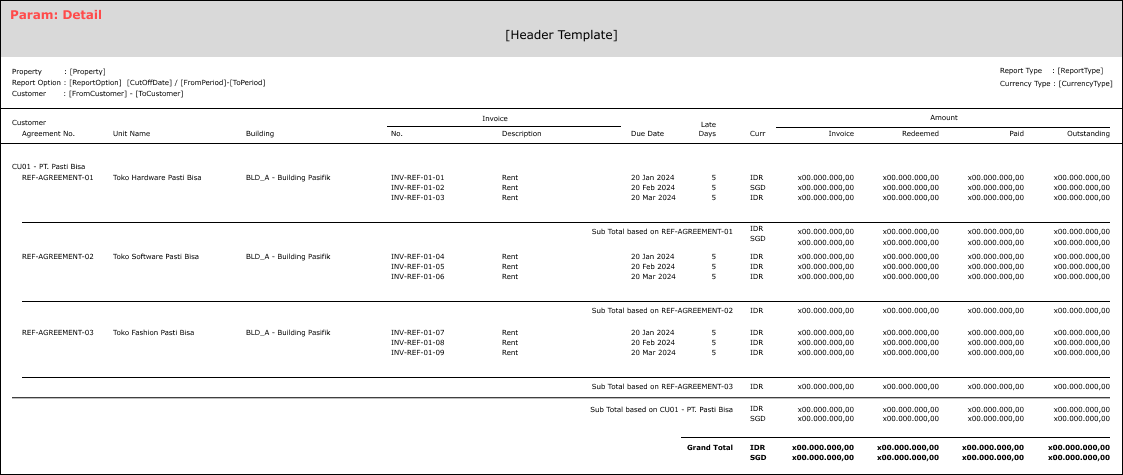 Param: Detail
[Header Template]
Property : [Property]
Report Type : [ReportType]
Report Option : [ReportOption] [CutOffDate] / [FromPeriod]-[ToPeriod]
Currency Type : [CurrencyType]
Customer : [FromCustomer] - [ToCustomer]
Customer Invoice Late Amount
Agreement No. Unit Name Building No. Description Due Date Days Curr Invoice Redeemed Paid Outstanding
CU01 - PT. Pasti Bisa
REF-AGREEMENT-01 Toko Hardware Pasti Bisa BLD_A - Building Pasifik INV-REF-01-01 Rent 20 Jan 2024 5 IDR x00.000.000,00 x00.000.000,00 x00.000.000,00 x00.000.000,00
INV-REF-01-02 Rent 20 Feb 2024 5 SGD x00.000.000,00 x00.000.000,00 x00.000.000,00 x00.000.000,00
INV-REF-01-03 Rent 20 Mar 2024 5 IDR x00.000.000,00 x00.000.000,00 x00.000.000,00 x00.000.000,00
Sub Total based on REF-AGREEMENT-01 IDR x00.000.000,00 x00.000.000,00 x00.000.000,00 x00.000.000,00
SGD x00.000.000,00 x00.000.000,00 x00.000.000,00 x00.000.000,00
REF-AGREEMENT-02 Toko Software Pasti Bisa BLD_A - Building Pasifik INV-REF-01-04 Rent 20 Jan 2024 5 IDR x00.000.000,00 x00.000.000,00 x00.000.000,00 x00.000.000,00
INV-REF-01-05 Rent 20 Feb 2024 5 IDR x00.000.000,00 x00.000.000,00 x00.000.000,00 x00.000.000,00
INV-REF-01-06 Rent 20 Mar 2024 5 IDR x00.000.000,00 x00.000.000,00 x00.000.000,00 x00.000.000,00
Sub Total based on REF-AGREEMENT-02 IDR x00.000.000,00 x00.000.000,00 x00.000.000,00 x00.000.000,00
REF-AGREEMENT-03 Toko Fashion Pasti Bisa BLD_A - Building Pasifik INV-REF-01-07 Rent 20 Jan 2024 5 IDR x00.000.000,00 x00.000.000,00 x00.000.000,00 x00.000.000,00
INV-REF-01-08 Rent 20 Feb 2024 5 IDR x00.000.000,00 x00.000.000,00 x00.000.000,00 x00.000.000,00
INV-REF-01-09 Rent 20 Mar 2024 5 IDR x00.000.000,00 x00.000.000,00 x00.000.000,00 x00.000.000,00
Sub Total based on REF-AGREEMENT-03 IDR x00.000.000,00 x00.000.000,00 x00.000.000,00 x00.000.000,00
Sub Total based on CU01 - PT. Pasti Bisa IDR x00.000.000,00 x00.000.000,00 x00.000.000,00 x00.000.000,00
SGD x00.000.000,00 x00.000.000,00 x00.000.000,00 x00.000.000,00
Grand Total IDR x00.000.000,00 x00.000.000,00 x00.000.000,00 x00.000.000,00
SGD x00.000.000,00 x00.000.000,00 x00.000.000,00 x00.000.000,00